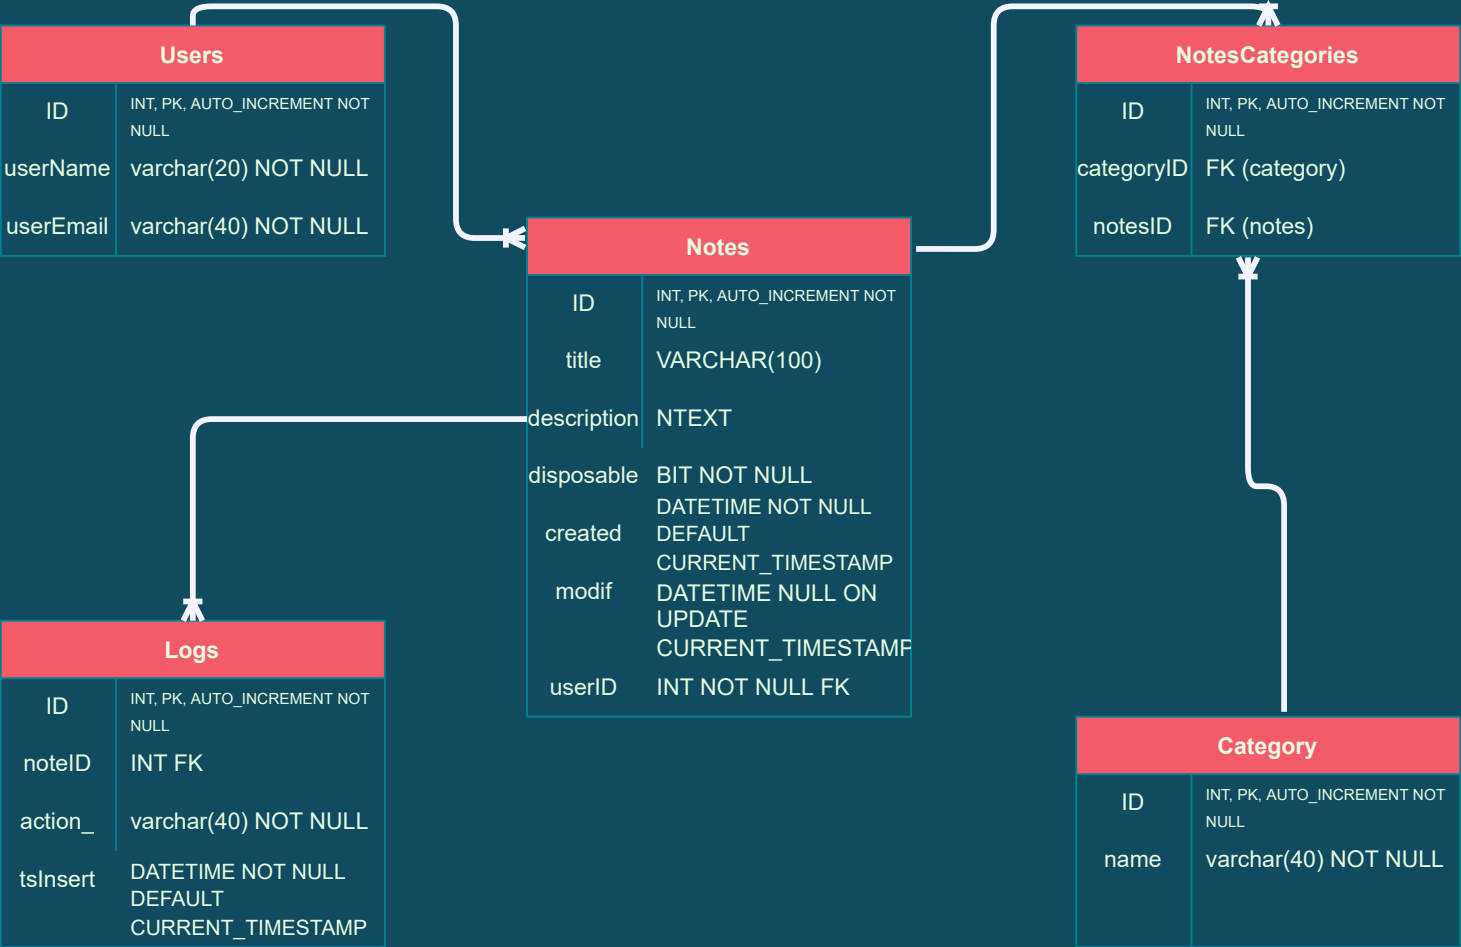 Users
ID
INT, PK, AUTO_INCREMENT NOT
NULL
userName
varchar(20) NOT NULL
userEmail
varchar(40) NOT NULL
NotesCategories
ID
INT, PK, AUTO_INCREMENT NOT
NULL
categoryID
FK (category)
notesID
FK (notes)
Notes
ID
INT, PK, AUTO_INCREMENT NOT
NULL
title
VARCHAR(100)
description
NTEXT
disposable
BIT NOT NULL
created
DATETIME NOT NULL
DEFAULT
CURRENT_TIMESTAMP
modif
DATETIME NULL ON
UPDATE
CURRENT_TIMESTAMP
userID
INT NOT NULL FK
Logs
ID
INT, PK, AUTO_INCREMENT NOT
NULL
noteID
INT FK
action_
varchar(40) NOT NULL
tsInsert
DATETIME NOT NULL
DEFAULT
CURRENT_TIMESTAMP
Category
ID
INT, PK, AUTO_INCREMENT NOT
NULL
name
varchar(40) NOT NULL